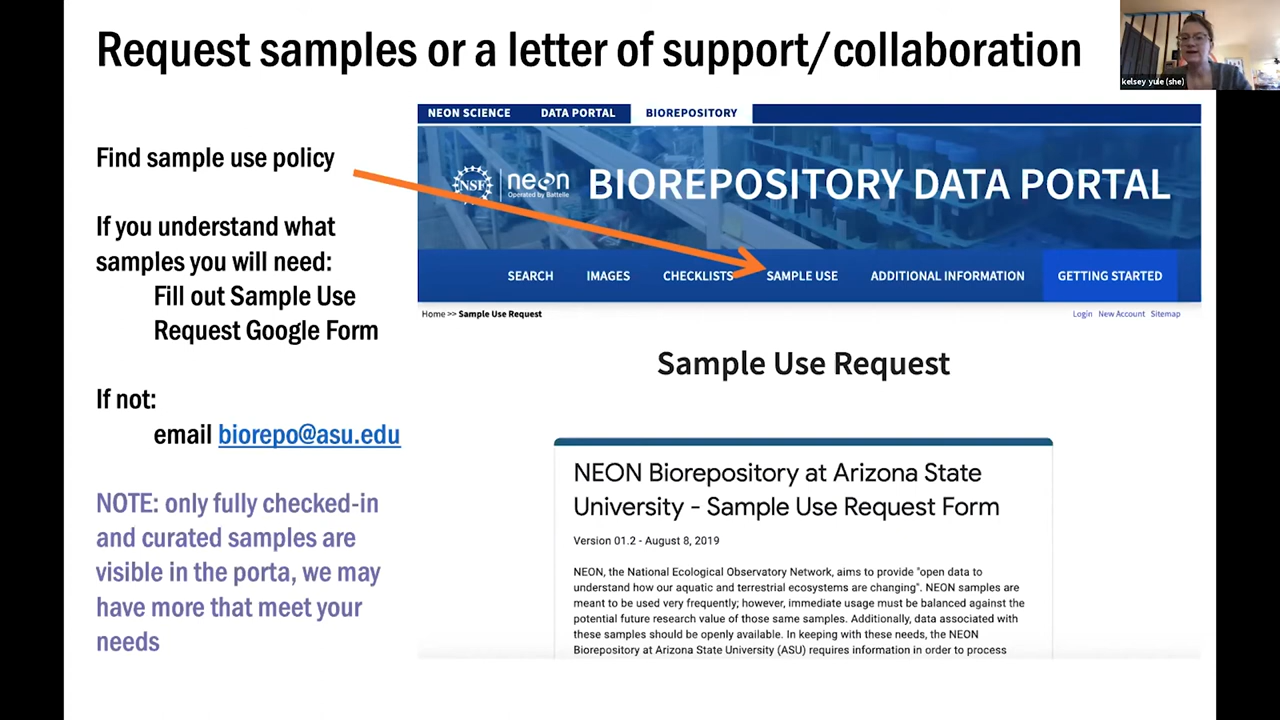 Request samples or a letter of support/collaboration
kelsey yule (she)
Find sample use policy
If you understand what
samples you will need:
Fill out Sample Use
Request Google Form
If not:
email biorepo@asu.edu
NOTE: only fully checked-in
and curated samples are
visible in the porta, we may
have more that meet your
needs
NEON SCIENCE DATA PORTAL BIOREPOSITORY
NSF neon
Operated by Battelle
BIOREPOSITORY DATA PORTAL
SEARCH IMAGES CHECKLISTS SAMPLE USE ADDITIONAL INFORMATION GETTING STARTED
Home >> Sample Use Request
Login New Account Sitemap
Sample Use Request
NEON Biorepository at Arizona State
University - Sample Use Request Form
Version 01.2 - August 8, 2019
NEON, the National Ecological Observatory Network, aims to provide "open data to
understand how our aquatic and terrestrial ecosystems are changing". NEON samples are
meant to be used very frequently; however, immediate usage must be balanced against the
potential future research value of those same samples. Additionally, data associated with
these samples should be openly available. In keeping with these needs, the NEON
Biorepository at Arizona State University (ASU) requires information in order to process